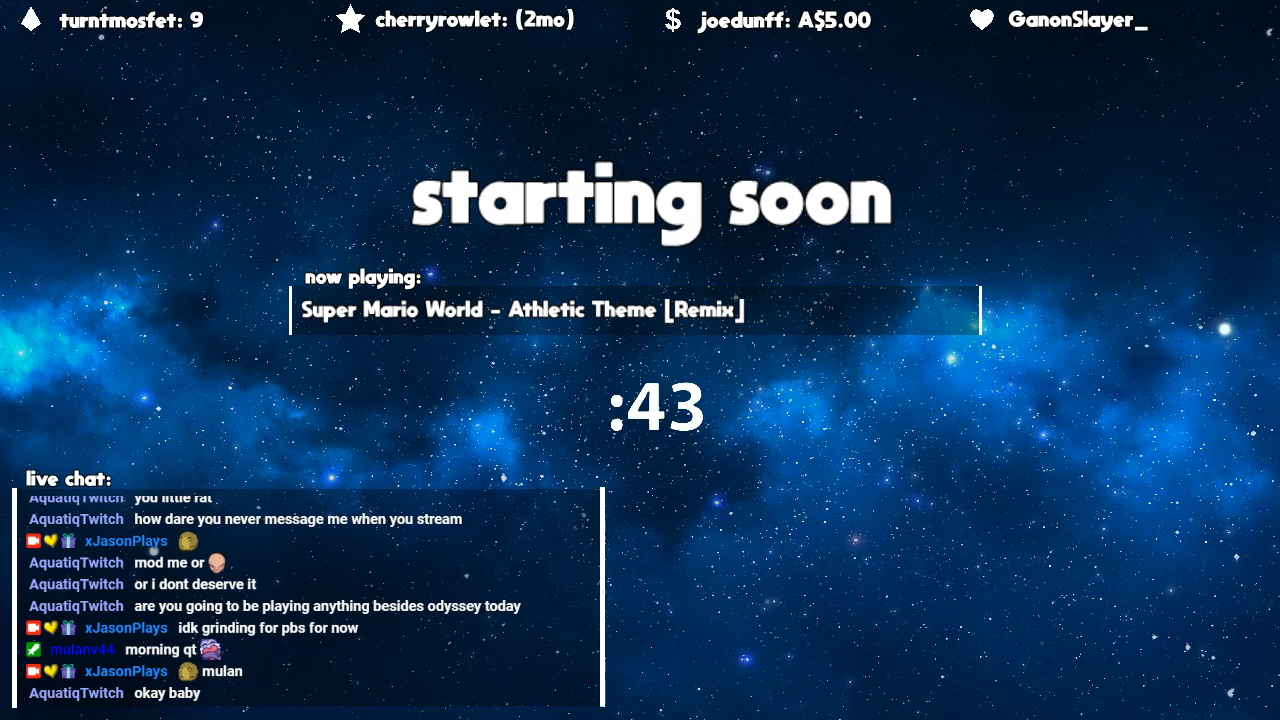 turntmosfet: 9
cherryrowlet: (2mo)
$ joedunff: A$5.00
GanonSlayer_
starting soon
now playing:
Super Mario World - Athletic Theme [Remix]
:43
live chat:
AquatiqTwitch you little rat
AquatiqTwitch how dare you never message me when you stream
xJasonPlays
AquatiqTwitch mod me or
AquatiqTwitch or i dont deserve it
AquatiqTwitch are you going to be playing anything besides odyssey today
xJasonPlays idk grinding for pbs for now
mulanv44 morning qt
xJasonPlays mulan
AquatiqTwitch okay baby